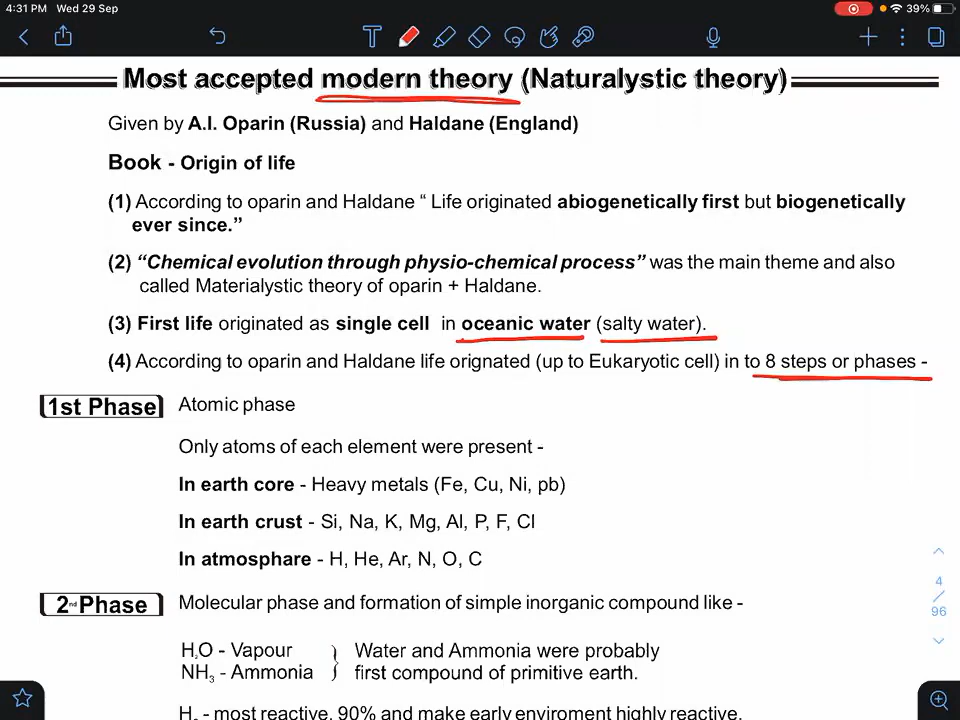 4:31 PM Wed 29 Sep
39%
T
Most accepted modern theory (Naturalystic theory)
Given by A.I. Oparin (Russia) and Haldane (England)
Book - Origin of life
(1) According to oparin and Haldane “ Life originated abiogenetically first but biogenetically
ever since.”
(2) “Chemical evolution through physio-chemical process” was the main theme and also
called Materialystic theory of oparin + Haldane.
(3) First life originated as single cell in oceanic water (salty water).
(4) According to oparin and Haldane life orignated (up to Eukaryotic cell) in to 8 steps or phases -
1st Phase Atomic phase
Only atoms of each element were present -
In earth core - Heavy metals (Fe, Cu, Ni, pb)
In earth crust - Si, Na, K, Mg, Al, P, F, Cl
In atmosphare - H, He, Ar, N, O, C
4
/
96
2nd Phase Molecular phase and formation of simple inorganic compound like -
H2O - Vapour } Water and Ammonia were probably
NH3 - Ammonia first compound of primitive earth.
H2 - most reactive, 90% and make early enviroment highly reactive.